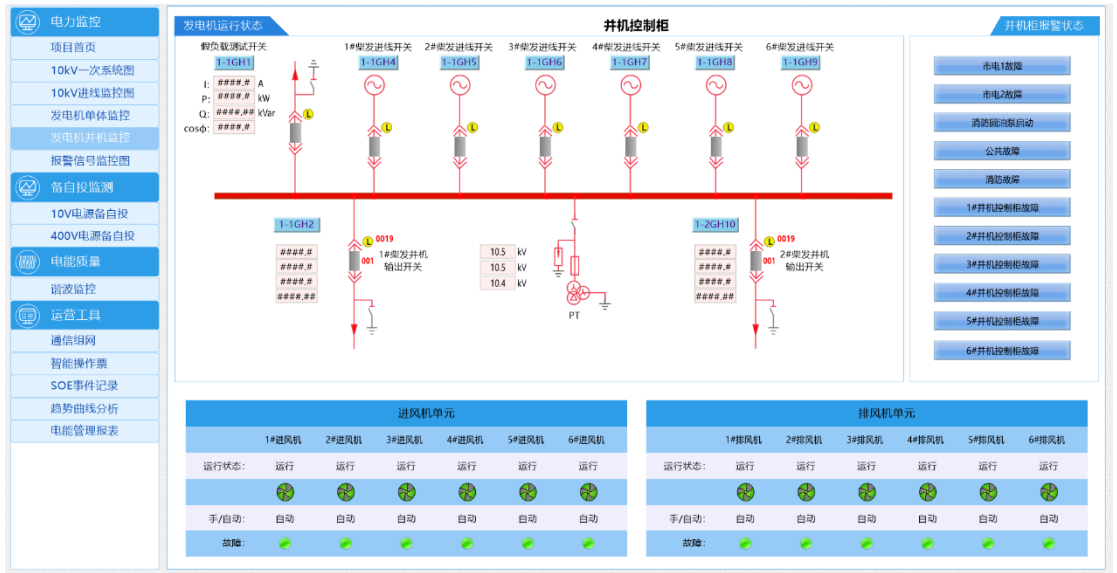 电力监控
项目首页
10kV一次系统图
10kV进线监控图
发电机单体监控
发电机并机监控
报警信号监控图
备自投监测
10V电源备自投
400V电源备自投
电能质量
谐波监控
运营工具
通信组网
智能操作票
SOE事件记录
趋势曲线分析
电能管理报表
发电机运行状态
并机控制柜
假负载测试开关 1#柴发进线开关 2#柴发进线开关 3#柴发进线开关 4#柴发进线开关 5#柴发进线开关 6#柴发进线开关
1-1GH1 1-1GH4 1-1GH5 1-1GH6 1-1GH7 1-1GH8 1-1GH9
I: ####.# A
P: ####.# kW
Q: ####.## kVar
cosφ: ####.#
L L L L L L L
1-1GH2
####.#
####.#
####.#
####.##
L 0019
001
1#柴发并机
输出开关
10.5 kV
10.5 kV
10.4 kV
PT
1-2GH10
####.#
####.#
####.#
####.##
L 0019
001
2#柴发并机
输出开关
并机柜报警状态
市电1故障
市电2故障
消防回油泵启动
公共故障
消防故障
1#并机控制柜故障
2#并机控制柜故障
3#并机控制柜故障
4#并机控制柜故障
5#并机控制柜故障
6#并机控制柜故障
进风机单元
1#进风机 2#进风机 3#进风机 4#进风机 5#进风机 6#进风机
运行状态: 运行 运行 运行 运行 运行 运行
手/自动: 自动 自动 自动 自动 自动 自动
故障:
排风机单元
1#排风机 2#排风机 3#排风机 4#排风机 5#排风机 6#排风机
运行状态: 运行 运行 运行 运行 运行 运行
手/自动: 自动 自动 自动 自动 自动 自动
故障: